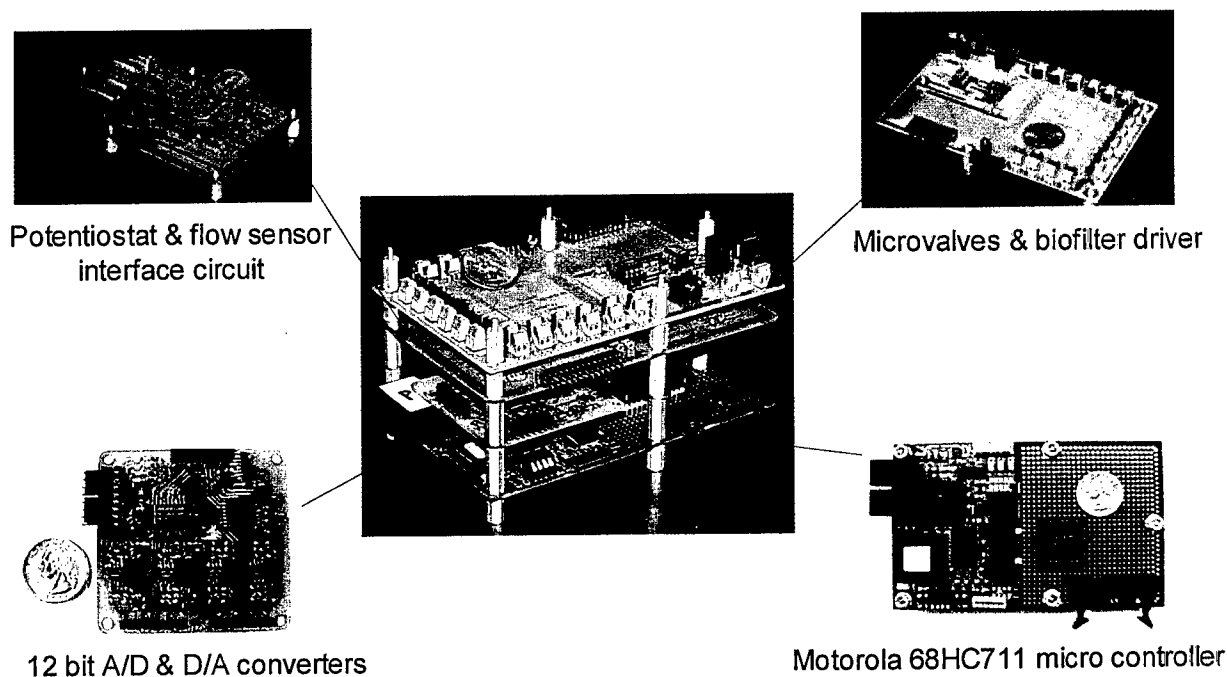 Potentiostat & flow sensor
interface circuit
Microvalves & biofilter driver
12 bit A/D & D/A converters
Motorola 68HC711 micro controller